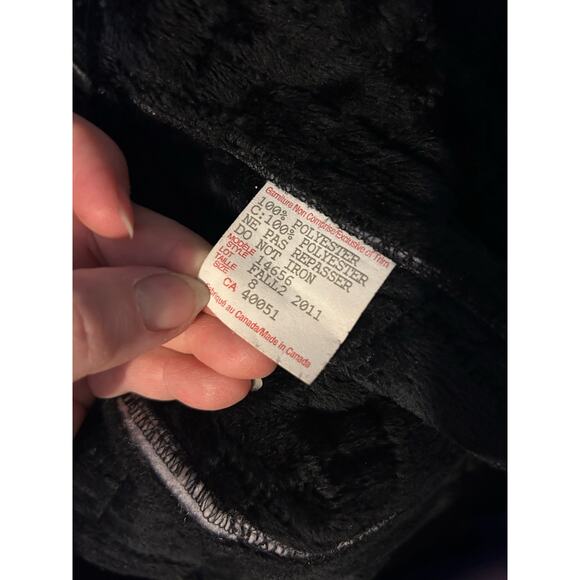 Garniture Non Comprise/Exclusive of Trim
100% POLYESTER
C:100% POLYESTER
NE PAS REPASSER
DO NOT IRON
MODÈLE
STYLE 14656
LOT FALL2 2011
TAILLE
SIZE 8
CA 40051
Fabriqué au Canada/Made in Canada